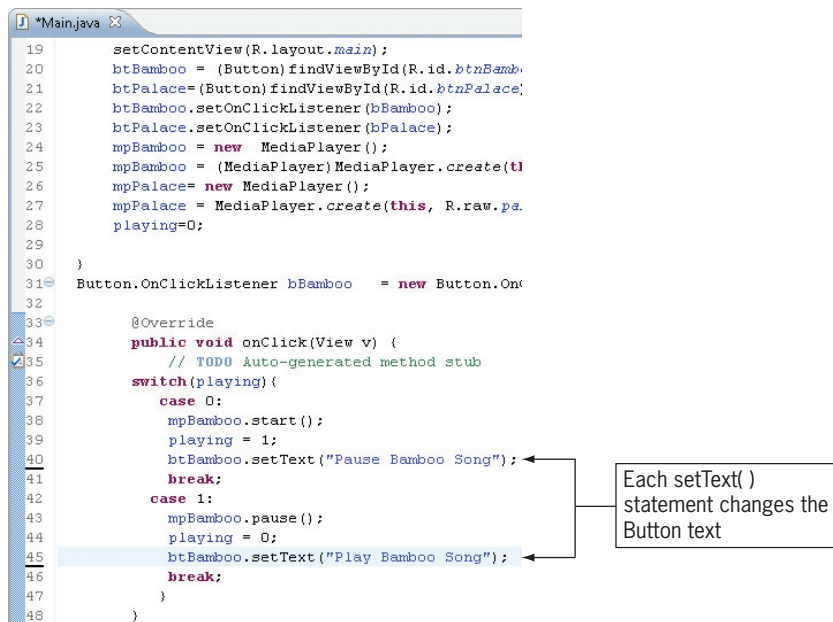 *Main.java
19 setContentView(R.layout.main);
20 btBamboo = (Button)findViewById(R.id.btnBamb
21 btPalace=(Button)findViewById(R.id.btnPalace
22 btBamboo.setOnClickListener(bBamboo);
23 btPalace.setOnClickListener(bPalace);
24 mpBamboo = new MediaPlayer();
25 mpBamboo = (MediaPlayer)MediaPlayer.create(t
26 mpPalace= new MediaPlayer();
27 mpPalace = MediaPlayer.create(this, R.raw.pa
28 playing=0;
29
30 }
31 Button.OnClickListener bBamboo = new Button.On
32
33 @Override
34 public void onClick(View v) {
35 // TODO Auto-generated method stub
36 switch(playing){
37 case 0:
38 mpBamboo.start();
39 playing = 1;
40 btBamboo.setText("Pause Bamboo Song");
41 break;
42 case 1:
43 mpBamboo.pause();
44 playing = 0;
45 btBamboo.setText("Play Bamboo Song");
46 break;
47 }
48 }
Each setText( )
statement changes the
Button text